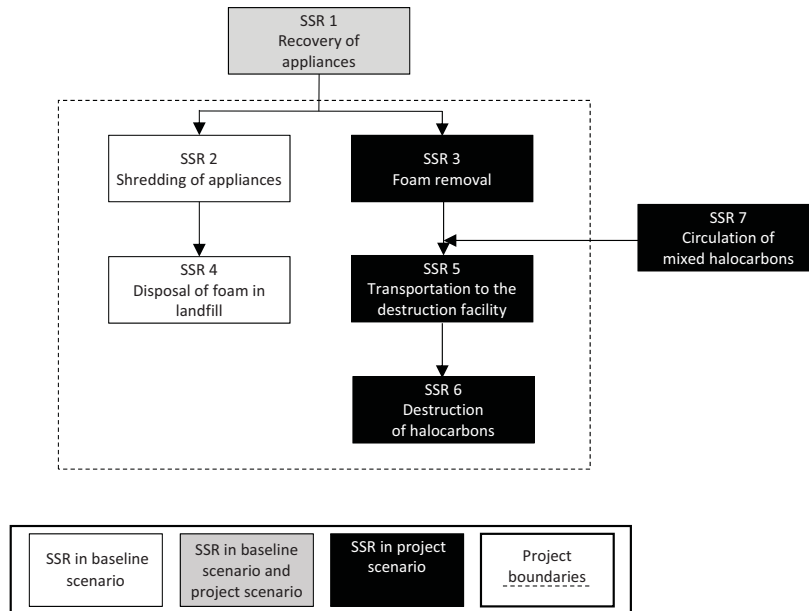 SSR 1
Recovery of
appliances
SSR 2
Shredding of appliances
SSR 3
Foam removal
SSR 7
Circulation of
mixed halocarbons
SSR 4
Disposal of foam in
landfill
SSR 5
Transportation to the
destruction facility
SSR 6
Destruction
of halocarbons
SSR in baseline
scenario
SSR in baseline
scenario and
project scenario
SSR in project
scenario
Project
boundaries